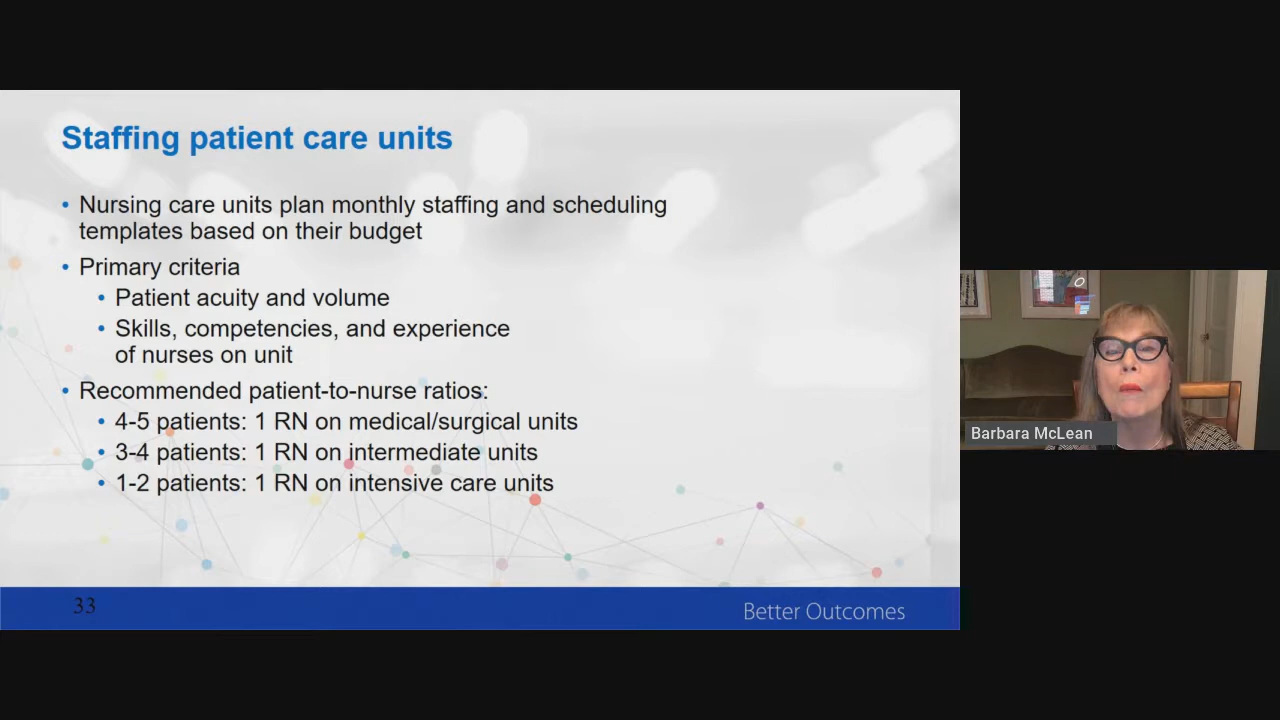 Staffing patient care units
• Nursing care units plan monthly staffing and scheduling
templates based on their budget
• Primary criteria
• Patient acuity and volume
• Skills, competencies, and experience
of nurses on unit
• Recommended patient-to-nurse ratios:
• 4-5 patients: 1 RN on medical/surgical units
• 3-4 patients: 1 RN on intermediate units
• 1-2 patients: 1 RN on intensive care units
33
Better Outcomes
Barbara McLean